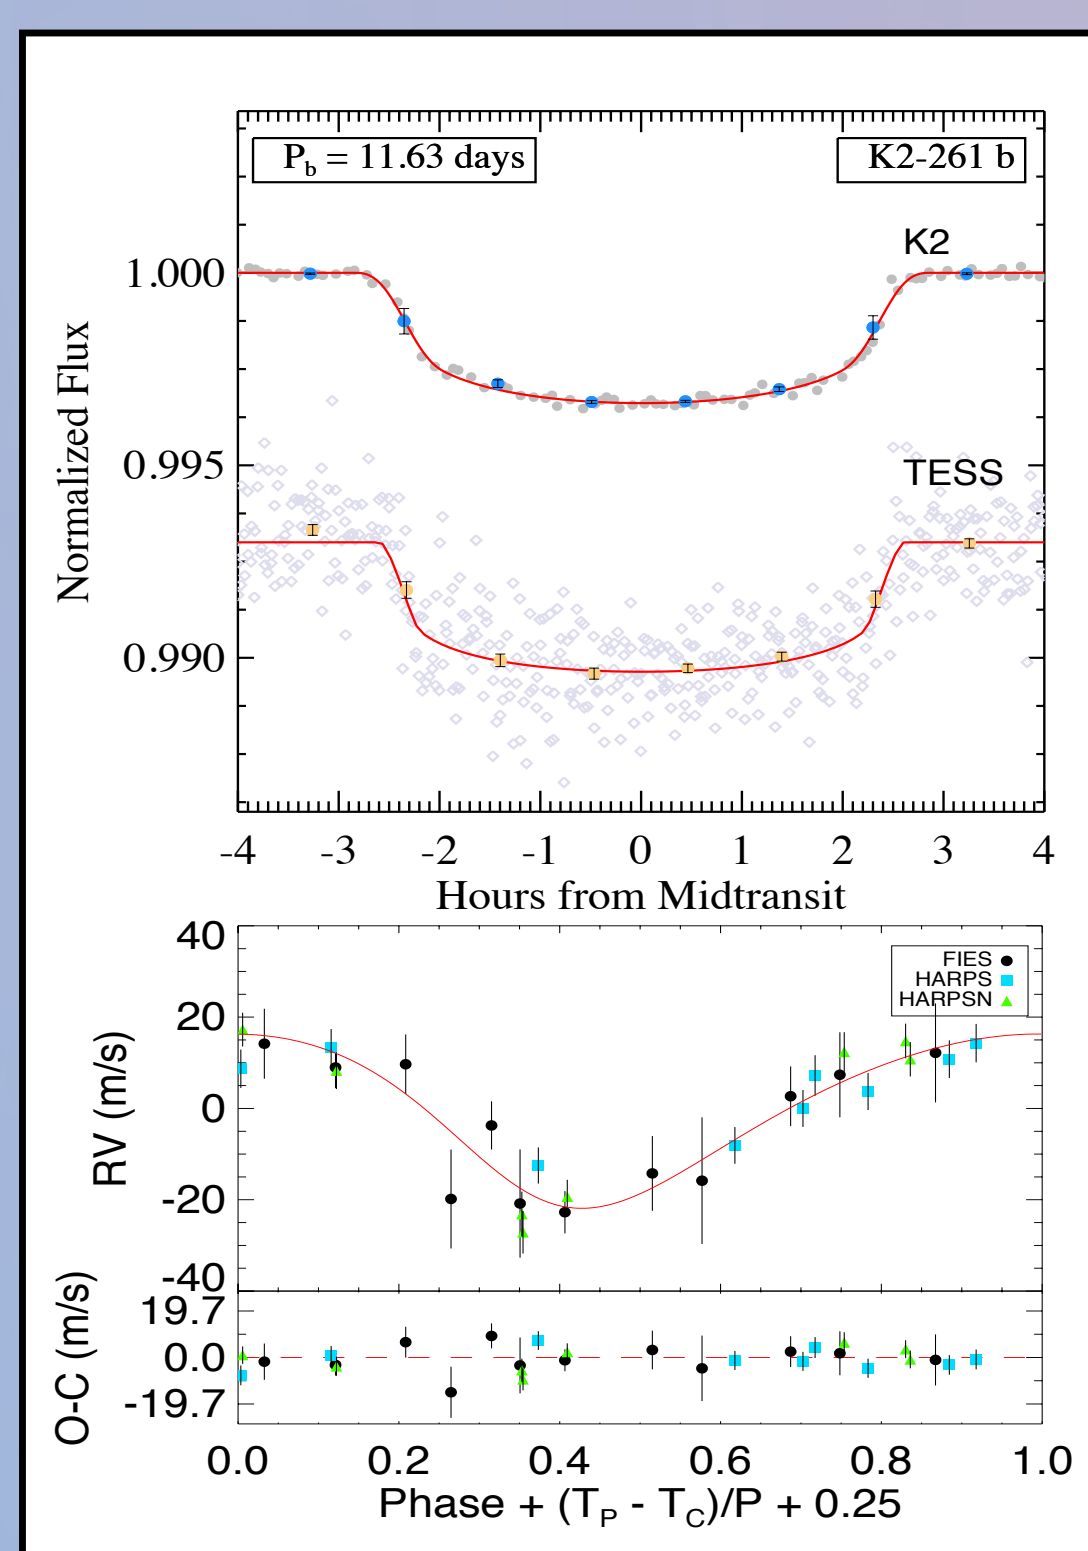 P_b = 11.63 days
K2-261 b
K2
1.000
Normalized Flux
0.995
TESS
0.990
-4 -3 -2 -1 0 1 2 3 4
Hours from Midtransit
40
FIES
HARPS
HARPSN
20
RV (m/s)
0
-20
-40
19.7
O-C (m/s)
0.0
-19.7
0.0 0.2 0.4 0.6 0.8 1.0
Phase + (T_P - T_C)/P + 0.25